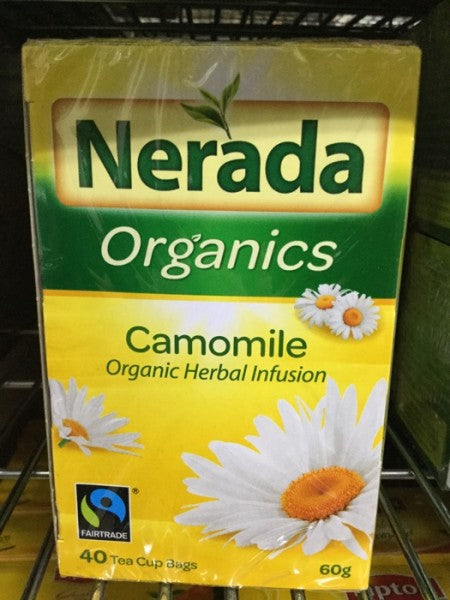 Nerada
Organics
Camomile
Organic Herbal Infusion
®
FAIRTRADE
40 Tea Cup Bags
60g